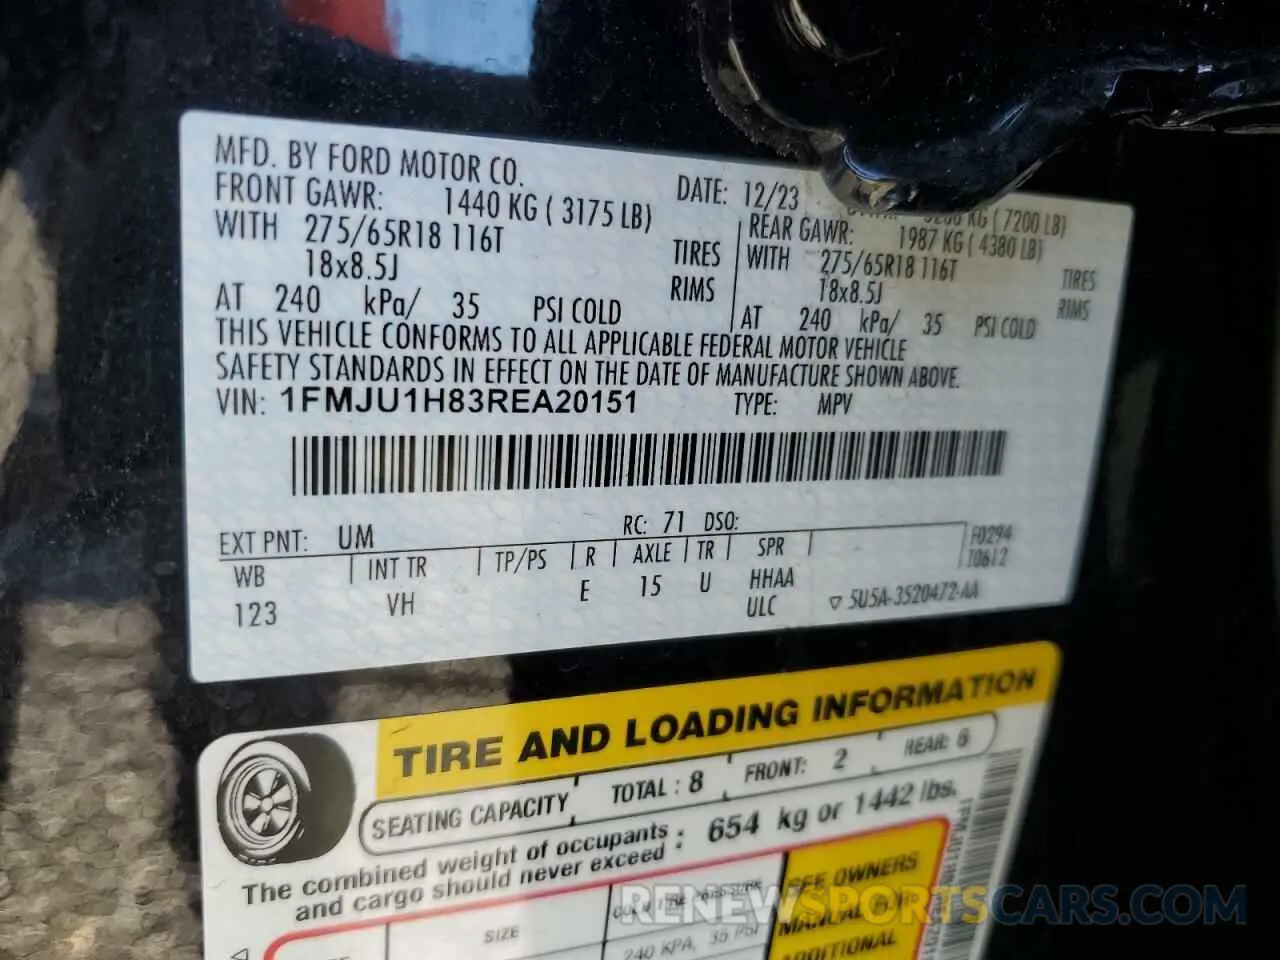 MFD. BY FORD MOTOR CO.
DATE: 12/23
FRONT GAWR: 1440 KG ( 3175 LB)
KG ( 7200 LB)
WITH 275/65R18 116T TIRES
18x8.5J RIMS
AT 240 kPa/ 35 PSI COLD
REAR GAWR: 1987 KG ( 4380 LB)
WITH 275/65R18 116T TIRES
18x8.5J RIMS
AT 240 kPa/ 35 PSI COLD
THIS VEHICLE CONFORMS TO ALL APPLICABLE FEDERAL MOTOR VEHICLE
SAFETY STANDARDS IN EFFECT ON THE DATE OF MANUFACTURE SHOWN ABOVE.
VIN: 1FMJU1H83REA20151 TYPE: MPV
EXT PNT: UM RC: 71 DSO:
WB INT TR TP/PS R AXLE TR SPR
123 VH E 15 U HHAA
ULC
F0294
T0612
▽ 5U5A-3520472-AA
TIRE AND LOADING INFORMATION
SEATING CAPACITY TOTAL : 8 FRONT: 2 REAR: 6
The combined weight of occupants : 654 kg or 1442 lbs.
and cargo should never exceed :
SIZE
COLD TIRE PRESSURE
240 KPA, 35 PSI
SEE OWNERS
MANUAL FOR
ADDITIONAL
RENEWSPORTSCARS.COM